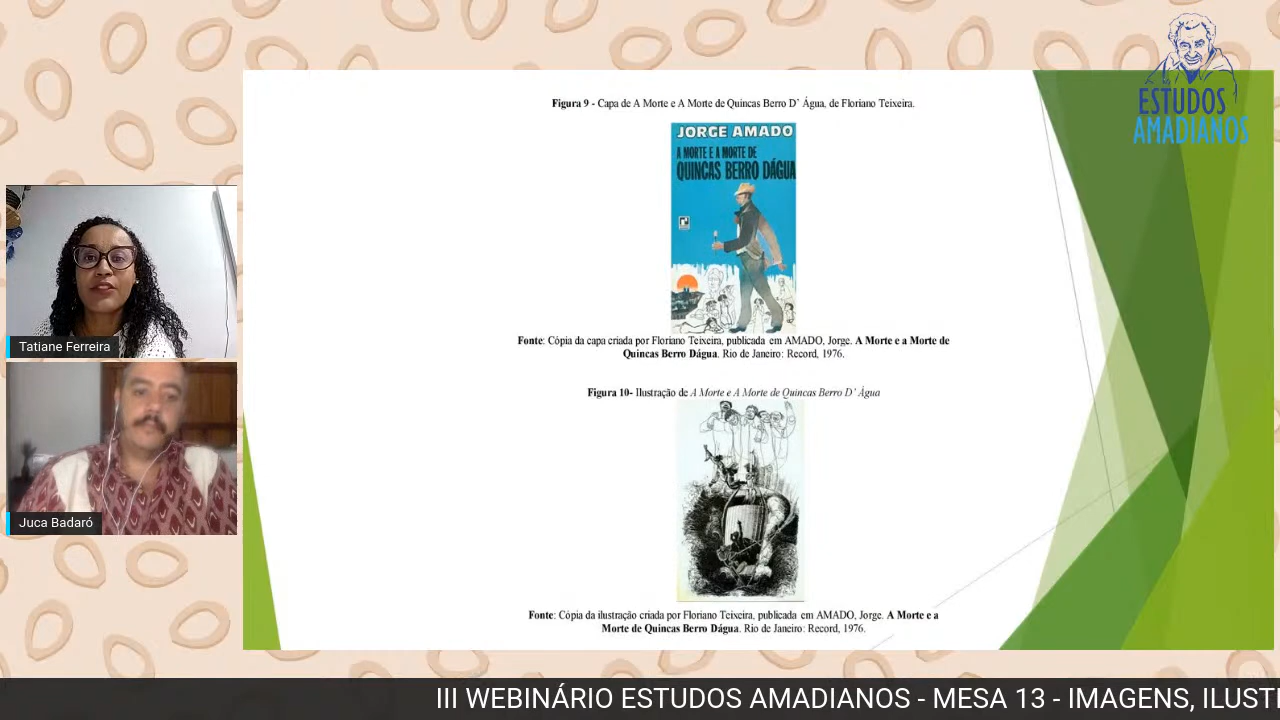 ESTUDOS
AMADIANOS
Figura 9 - Capa de A Morte e A Morte de Quincas Berro D' Água, de Floriano Teixeira.
JORGE AMADO
A MORTE E A MORTE DE
QUINCAS BERRO DÁGUA
Fonte: Cópia da capa criada por Floriano Teixeira, publicada em AMADO, Jorge. A Morte e a Morte de
Quincas Berro Dágua. Rio de Janeiro: Record, 1976.
Figura 10- Ilustração de A Morte e A Morte de Quincas Berro D' Água
Fonte: Cópia da ilustração criada por Floriano Teixeira, publicada em AMADO, Jorge. A Morte e a
Morte de Quincas Berro Dágua. Rio de Janeiro: Record, 1976.
Tatiane Ferreira
Juca Badaró
III WEBINÁRIO ESTUDOS AMADIANOS - MESA 13 - IMAGENS, ILUST